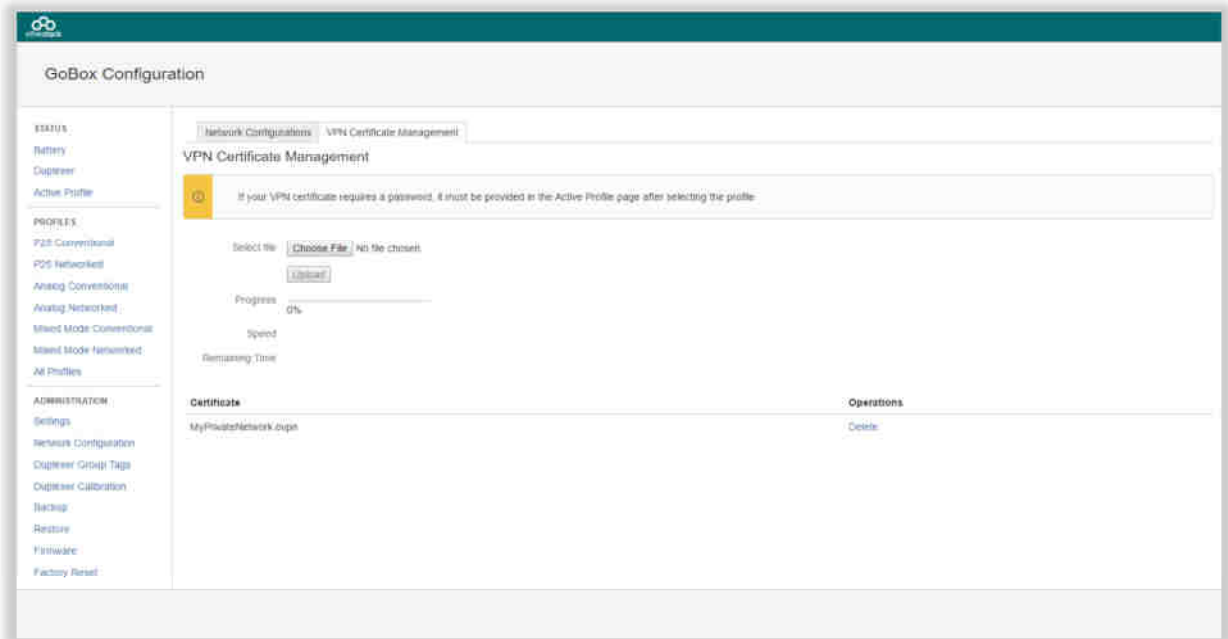 GoBox Configuration
STATUS
Battery
Duplexer
Active Profile
PROFILES
P25 Conventional
P25 Networked
Analog Conventional
Analog Networked
Mixed Mode Conventional
Mixed Mode Networked
All Profiles
ADMINISTRATION
Settings
Network Configuration
Duplexer Group Tags
Duplexer Calibration
Backup
Restore
Firmware
Factory Reset
Network Configurations VPN Certificate Management
VPN Certificate Management
If your VPN certificate requires a password, it must be provided in the Active Profile page after selecting the profile
Select file Choose File No file chosen
Upload
Progress
0%
Speed
Remaining Time
Certificate Operations
MyPrivateNetwork.ovpn Delete